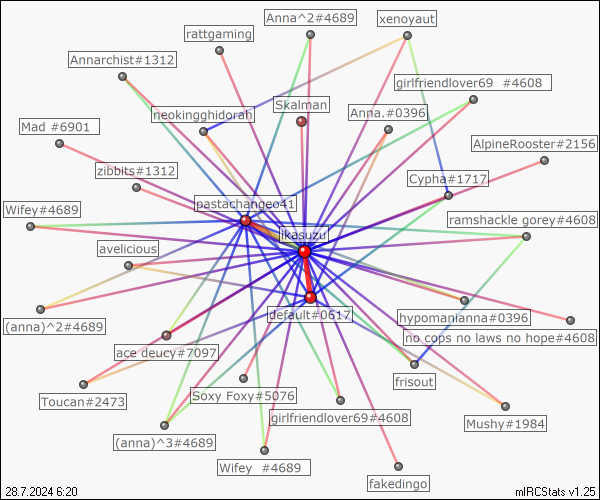 Anna^2#4689
xenoyaut
rattgaming
Annarchist#1312
girlfriendlover69 #4608
neokingghidorah
Skalman
Anna.#0396
Mad #6901
AlpineRooster#2156
zibbits#1312
Cypha#1717
Wifey#4689
pastachangeo41
ramshackle gorey#4608
ikasuzu
avelicious
default#0617
hypomanianna#0396
(anna)^2#4689
no cops no laws no hope#4608
ace deucy#7097
frisout
Toucan#2473
Soxy Foxy#5076
girlfriendlover69#4608
Mushy#1984
(anna)^3#4689
Wifey #4689
fakedingo
28.7.2024 6:20
mIRCStats v1.25